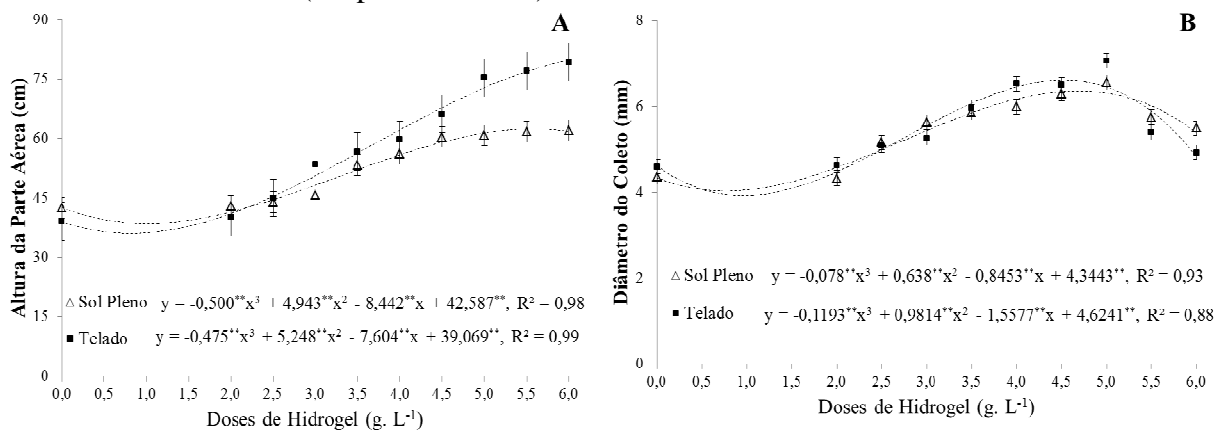 A
Altura da Parte Aérea (cm)
90
75
60
45
30
15
0
△ Sol Pleno y = -0,500**x³ + 4,943**x² - 8,442**x + 42,587**, R² = 0,98
■ Telado y = -0,475**x³ + 5,248**x² - 7,604**x + 39,069**, R² = 0,99
0,0 0,5 1,0 1,5 2,0 2,5 3,0 3,5 4,0 4,5 5,0 5,5 6,0
Doses de Hidrogel (g. L⁻¹)
B
Diâmetro do Coleto (mm)
8
6
4
2
0
△ Sol Pleno y = -0,078**x³ + 0,638**x² - 0,8453**x + 4,3443**, R² = 0,93
■ Telado y = -0,1193**x³ + 0,9814**x² - 1,5577**x + 4,6241**, R² = 0,88
0,0 0,5 1,0 1,5 2,0 2,5 3,0 3,5 4,0 4,5 5,0 5,5 6,0
Doses de Hidrogel (g. L⁻¹)